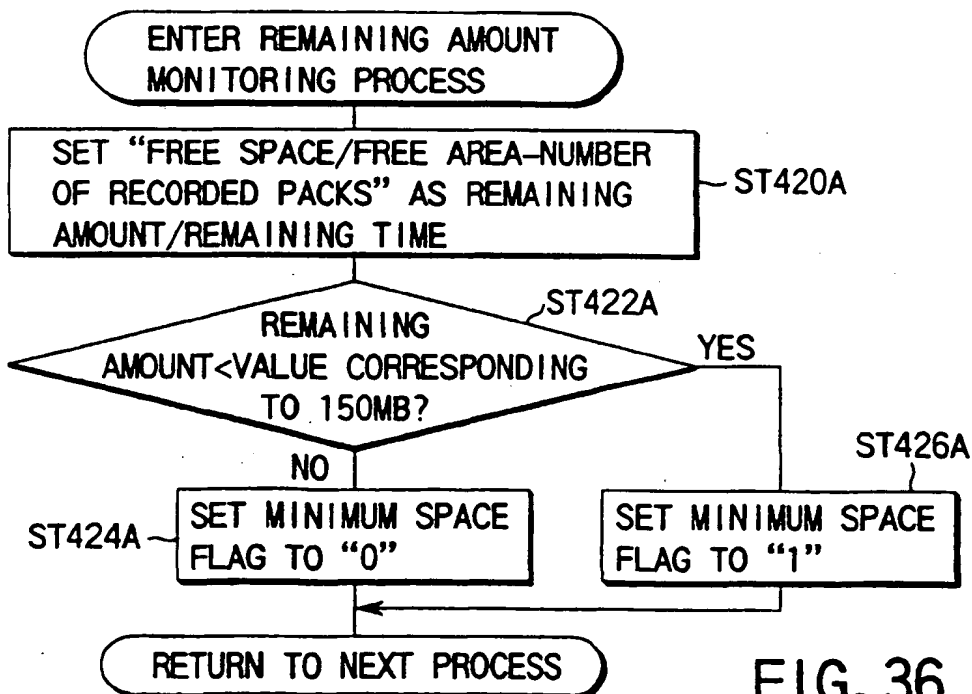 ENTER REMAINING AMOUNT
MONITORING PROCESS
SET “FREE SPACE/FREE AREA–NUMBER
OF RECORDED PACKS” AS REMAINING
AMOUNT/REMAINING TIME
ST420A
ST422A
REMAINING
AMOUNT<VALUE CORRESPONDING
TO 150MB?
YES
NO
ST426A
ST424A
SET MINIMUM SPACE
FLAG TO “0”
SET MINIMUM SPACE
FLAG TO “1”
RETURN TO NEXT PROCESS
FIG. 36